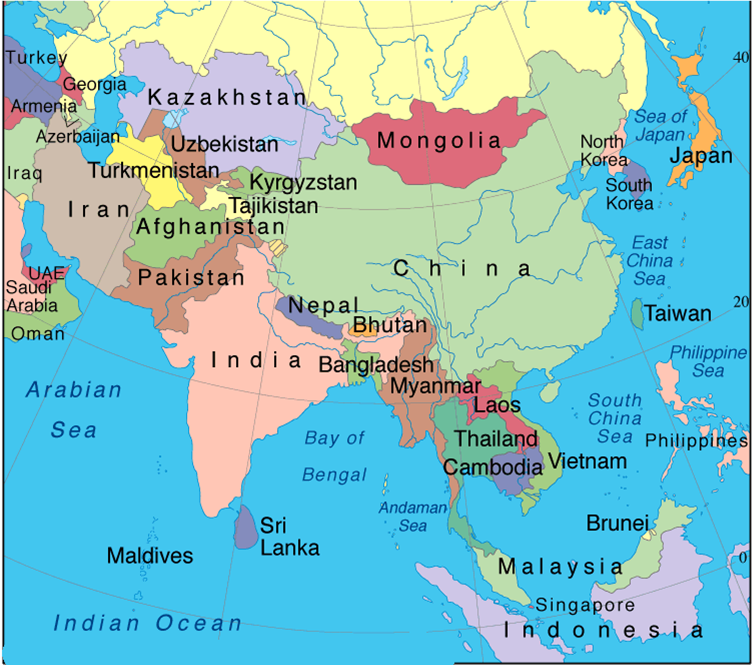 Turkey
Georgia
Armenia
Azerbaijan
Kazakhstan
Uzbekistan
Turkmenistan
Kyrgyzstan
Tajikistan
Mongolia
North
Korea
South
Korea
Sea of
Japan
Japan
40
Iraq
Iran
Afghanistan
Pakistan
China
East
China
Sea
UAE
Saudi
Arabia
Oman
Nepal
Bhutan
India
Bangladesh
Myanmar
Taiwan
20
Laos
Thailand
Cambodia
Vietnam
Philippine
Sea
South
China
Sea
Philippines
Arabian
Sea
Bay of
Bengal
Andaman
Sea
Sri
Lanka
Maldives
Brunei
Malaysia
Singapore
Indonesia
0
Indian Ocean